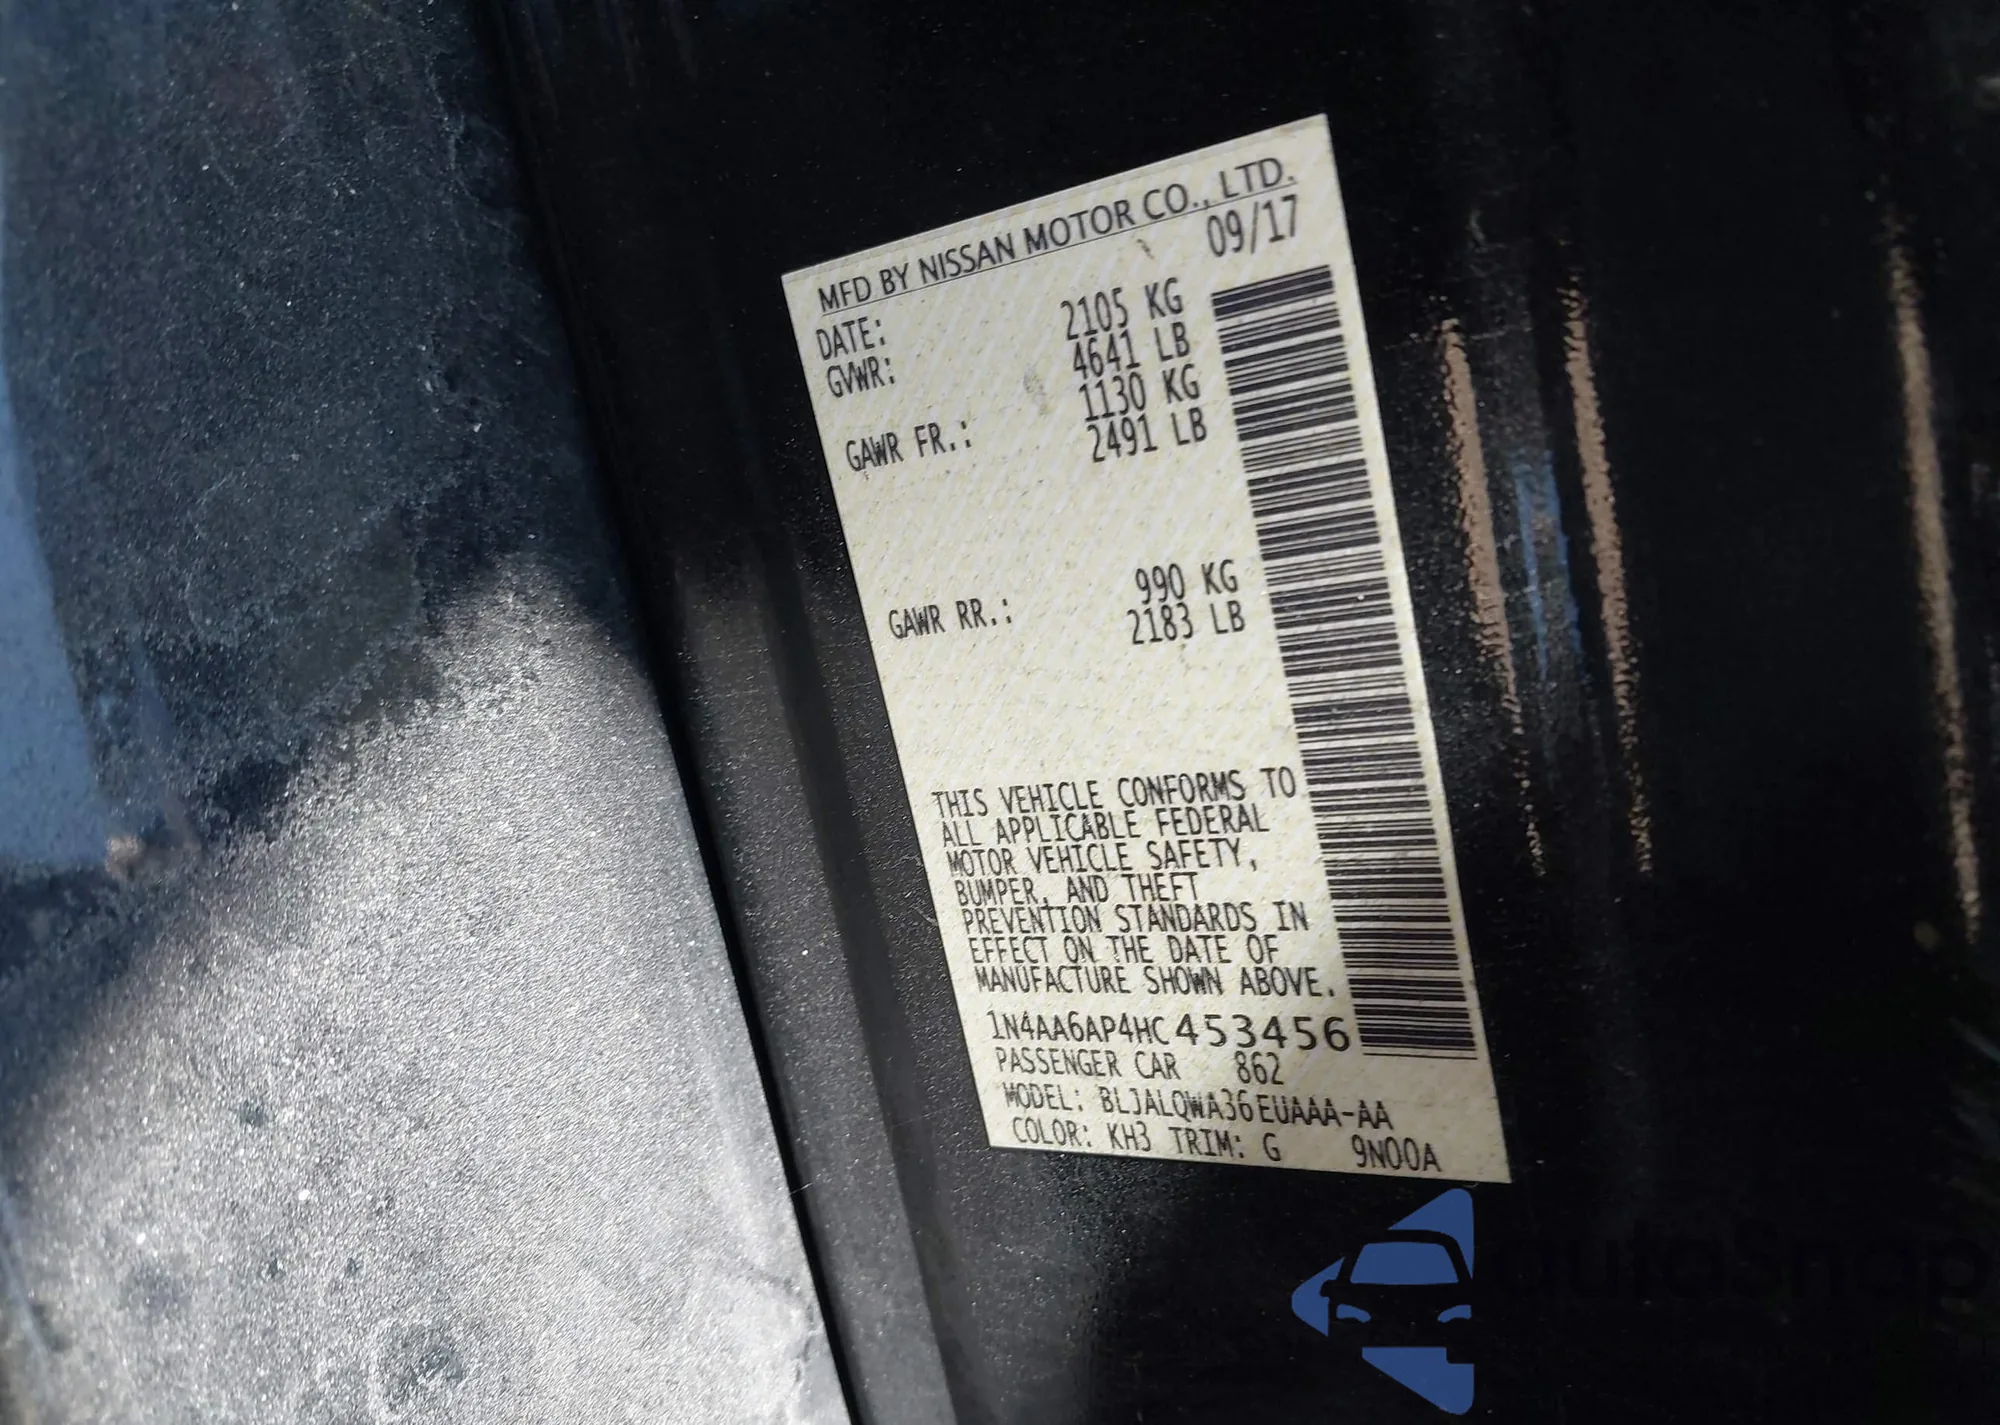 MFD BY NISSAN MOTOR CO., LTD.
DATE: 09/17
GVWR: 2105 KG
4641 LB
GAWR FR.: 1130 KG
2491 LB
GAWR RR.: 990 KG
2183 LB
THIS VEHICLE CONFORMS TO
ALL APPLICABLE FEDERAL
MOTOR VEHICLE SAFETY,
BUMPER, AND THEFT
PREVENTION STANDARDS IN
EFFECT ON THE DATE OF
MANUFACTURE SHOWN ABOVE.
1N4AA6AP4HC453456
PASSENGER CAR 862
MODEL: BLJALQWA36EUAAA-AA
COLOR: KH3 TRIM: G 9N00A
autoshop